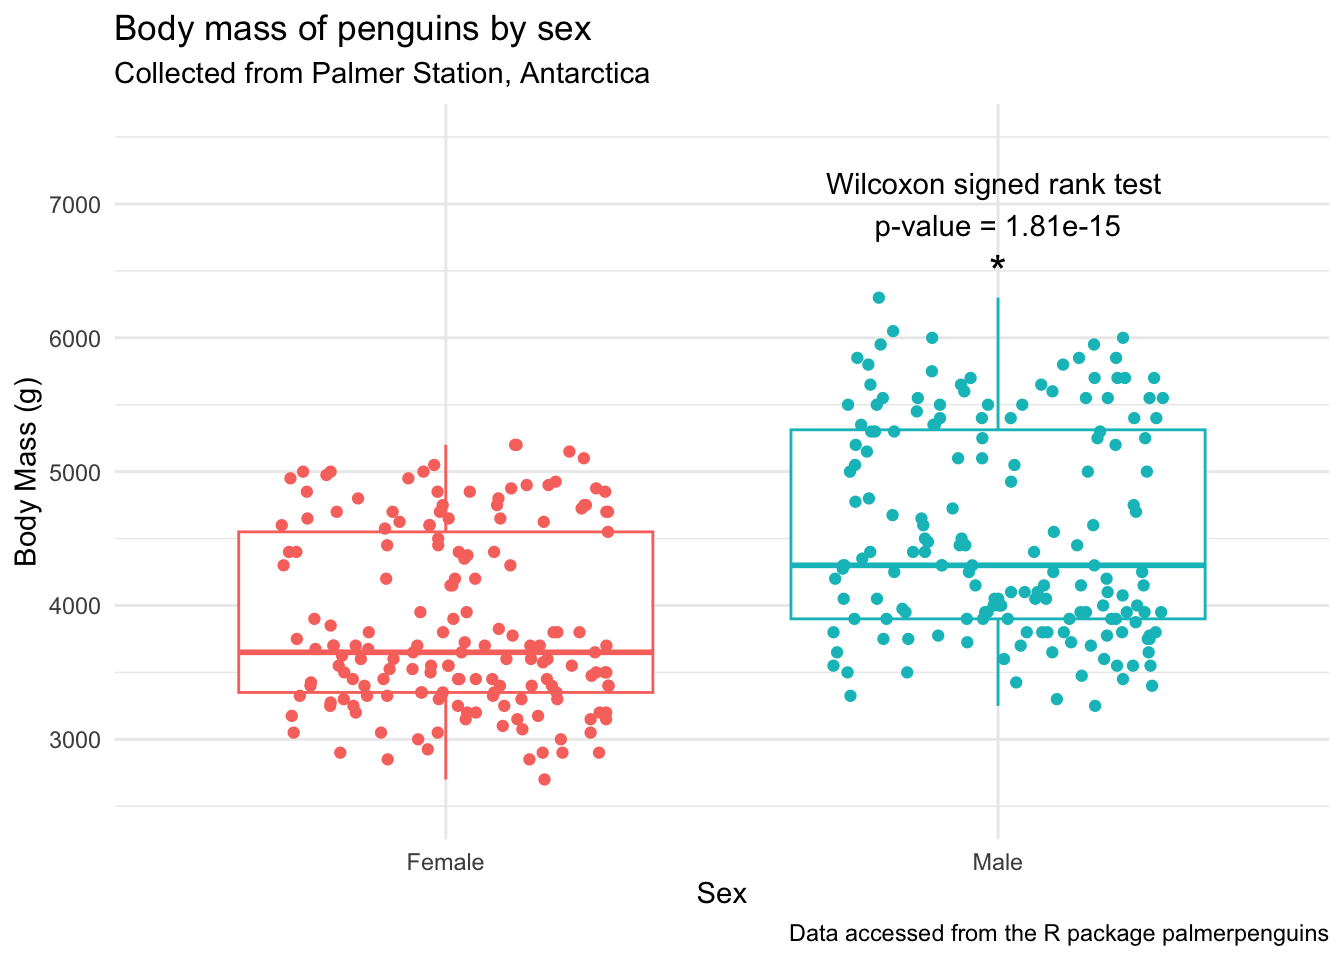 Body mass of penguins by sex
Collected from Palmer Station, Antarctica
Wilcoxon signed rank test
p-value = 1.81e-15
*
7000
6000
5000
4000
3000
Body Mass (g)
Female
Male
Sex
Data accessed from the R package palmerpenguins